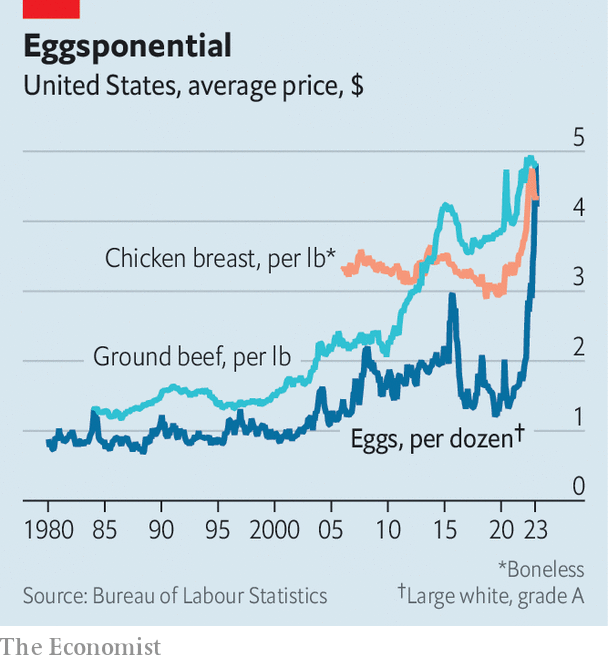 Eggsponential
United States, average price, $
5
4
Chicken breast, per lb*
3
Ground beef, per lb
2
Eggs, per dozen†
1
0
1980 85 90 95 2000 05 10 15 20 23
*Boneless
Source: Bureau of Labour Statistics †Large white, grade A
The Economist